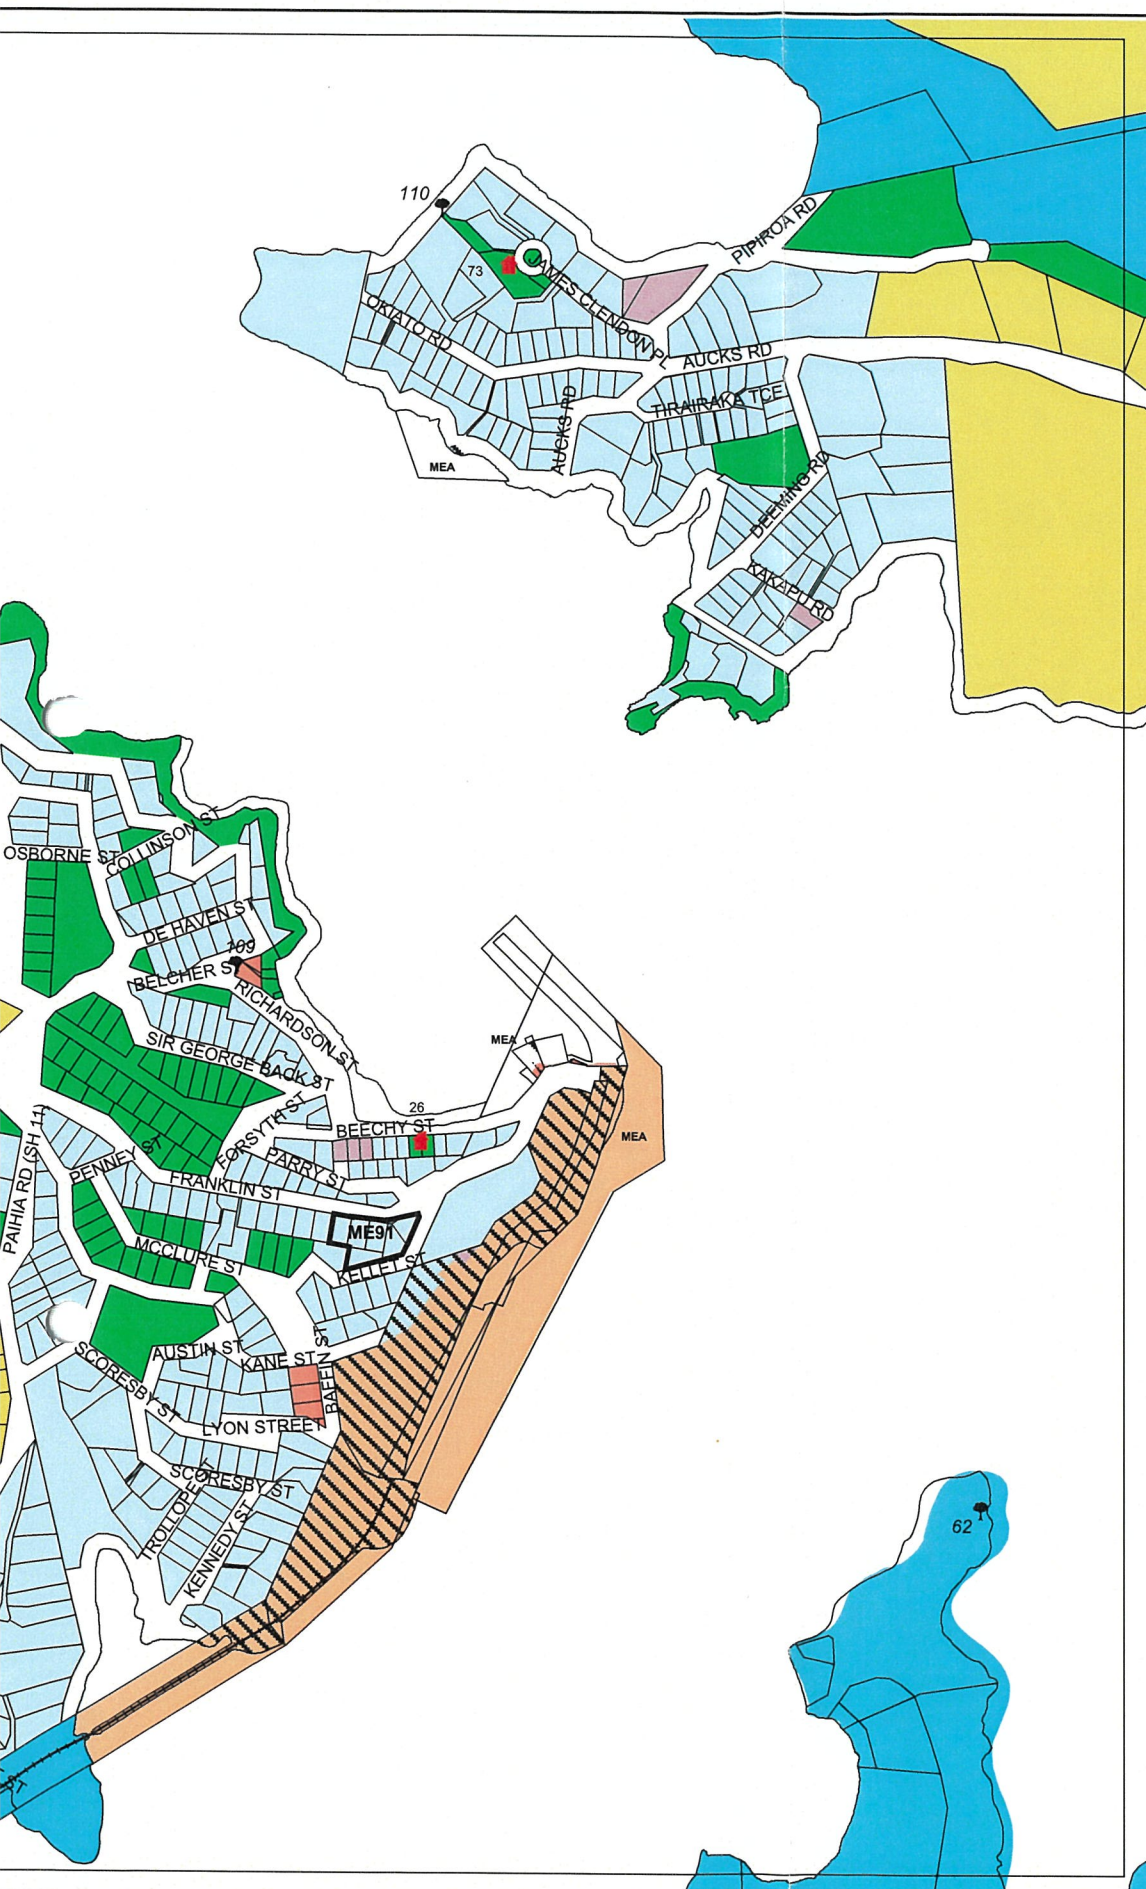 110
PIPIROA RD
73
JAMES CLENDON PL
OKIATO RD
AUCKS RD
TIRAIRAKA TCE
AUCKS RD
MEA
DEEMING RD
KAKAPU RD
COLLINSON ST
OSBORNE ST
DE HAVEN ST
109
BELCHER ST
RICHARDSON ST
MEA
SIR GEORGE BACK ST
26
FORSYTH ST
BEECHY ST
MEA
PAIHIA RD (SH 11)
PENNEY ST
PARRY ST
FRANKLIN ST
ME91
MCCLURE ST
KELLET ST
AUSTIN ST
KANE ST
BAFFIN ST
SCORESBY ST
LYON STREET
SCORESBY ST
TROLLOPE ST
KENNEDY ST
62